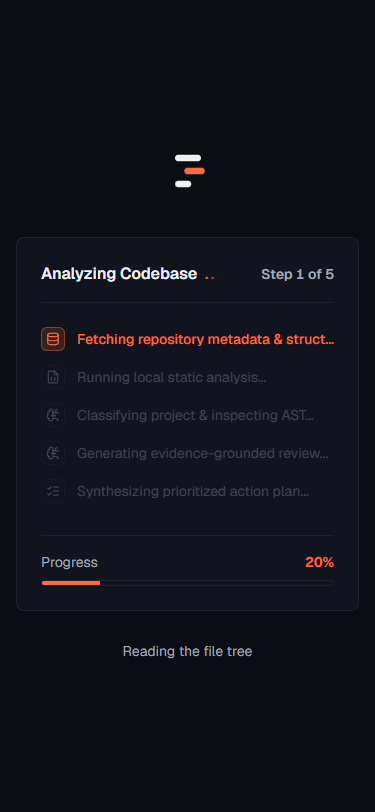 Analyzing Codebase ..
Step 1 of 5
Fetching repository metadata & struct...
Running local static analysis...
Classifying project & inspecting AST...
Generating evidence-grounded review...
Synthesizing prioritized action plan...
Progress
20%
Reading the file tree